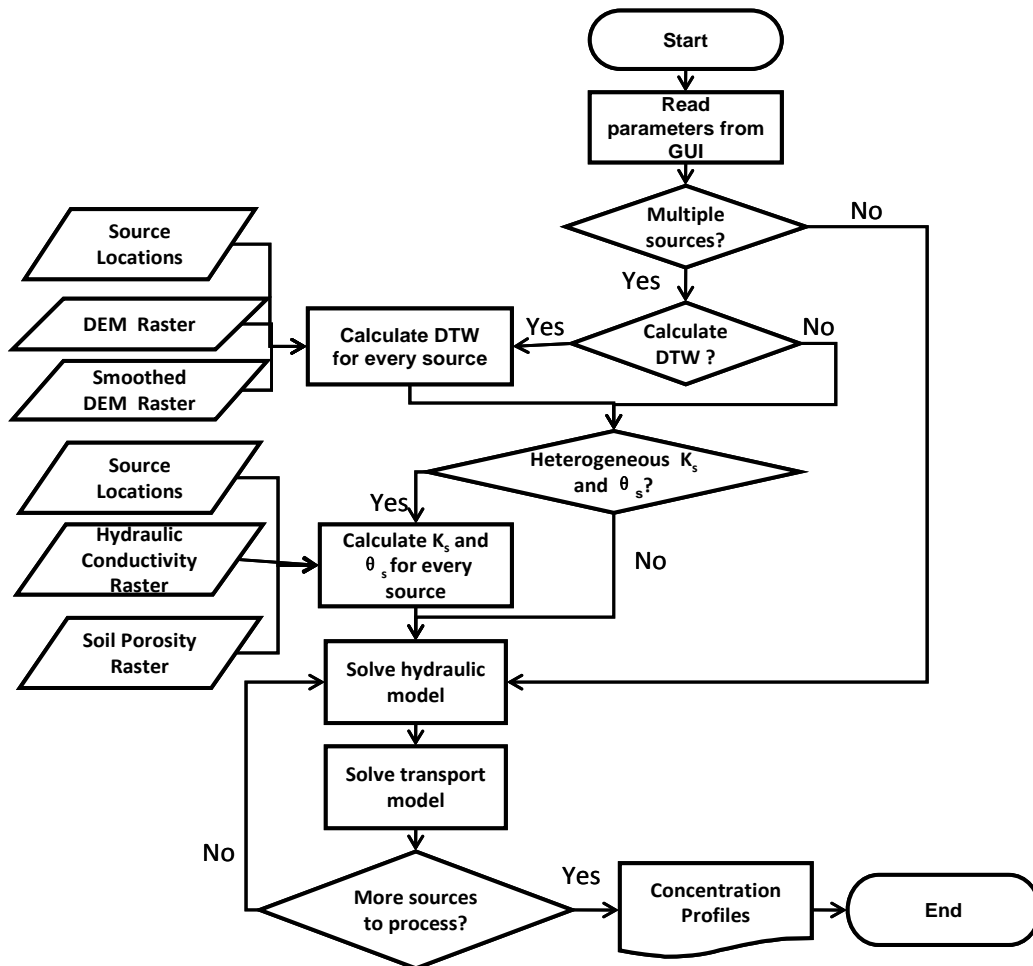 Start
Read
parameters from
GUI
Multiple
sources?
No
Yes
Source
Locations
DEM Raster
Smoothed
DEM Raster
Calculate DTW
for every source
Yes
Calculate
DTW ?
No
Heterogeneous Ks
and θs?
Yes
No
Source
Locations
Hydraulic
Conductivity
Raster
Soil Porosity
Raster
Calculate Ks and
θs for every
source
Solve hydraulic
model
Solve transport
model
No
More sources
to process?
Yes
Concentration
Profiles
End